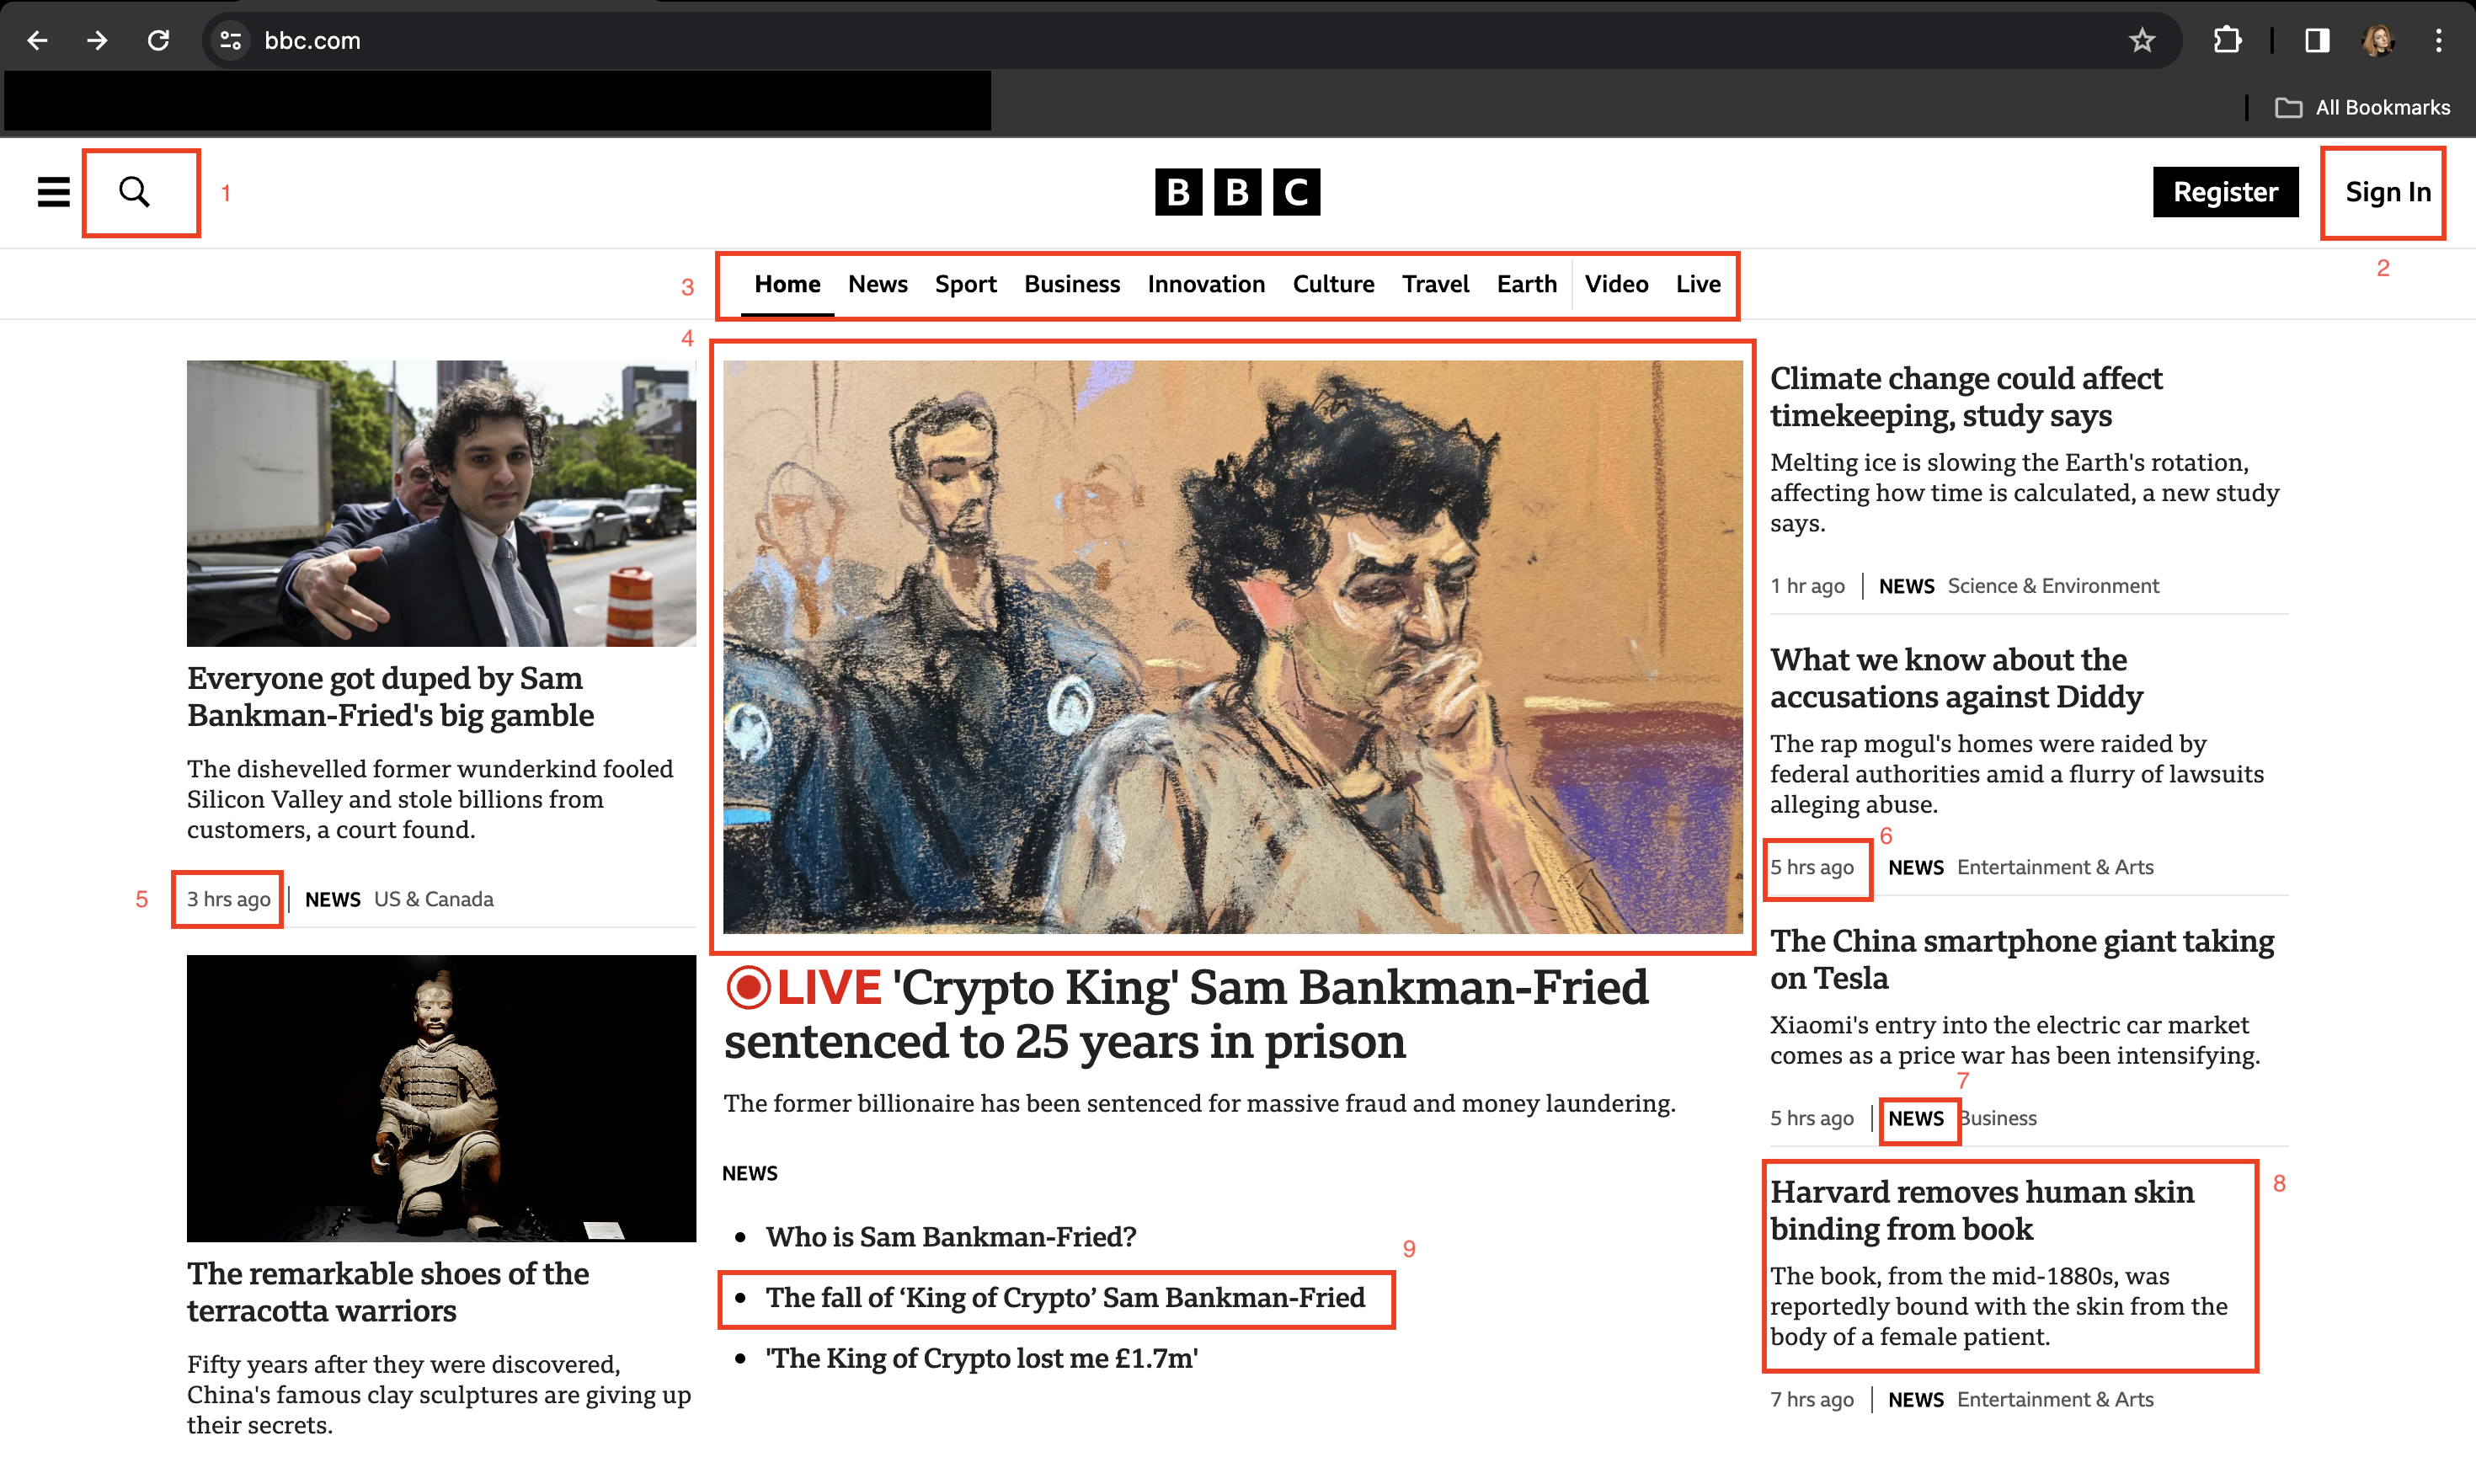 bbc.com
All Bookmarks
1
BBC
Register
Sign In
2
3
Home News Sport Business Innovation Culture Travel Earth Video Live
4
Everyone got duped by Sam
Bankman-Fried's big gamble
The dishevelled former wunderkind fooled
Silicon Valley and stole billions from
customers, a court found.
5
3 hrs ago
NEWS US & Canada
The remarkable shoes of the
terracotta warriors
Fifty years after they were discovered,
China's famous clay sculptures are giving up
their secrets.
LIVE 'Crypto King' Sam Bankman-Fried
sentenced to 25 years in prison
The former billionaire has been sentenced for massive fraud and money laundering.
NEWS
• Who is Sam Bankman-Fried?
9
• The fall of ‘King of Crypto’ Sam Bankman-Fried
• 'The King of Crypto lost me £1.7m'
Climate change could affect
timekeeping, study says
Melting ice is slowing the Earth's rotation,
affecting how time is calculated, a new study
says.
1 hr ago | NEWS Science & Environment
What we know about the
accusations against Diddy
The rap mogul's homes were raided by
federal authorities amid a flurry of lawsuits
alleging abuse.
6
5 hrs ago NEWS Entertainment & Arts
The China smartphone giant taking
on Tesla
Xiaomi's entry into the electric car market
comes as a price war has been intensifying.
7
5 hrs ago | NEWS Business
Harvard removes human skin
binding from book
8
The book, from the mid-1880s, was
reportedly bound with the skin from the
body of a female patient.
7 hrs ago | NEWS Entertainment & Arts